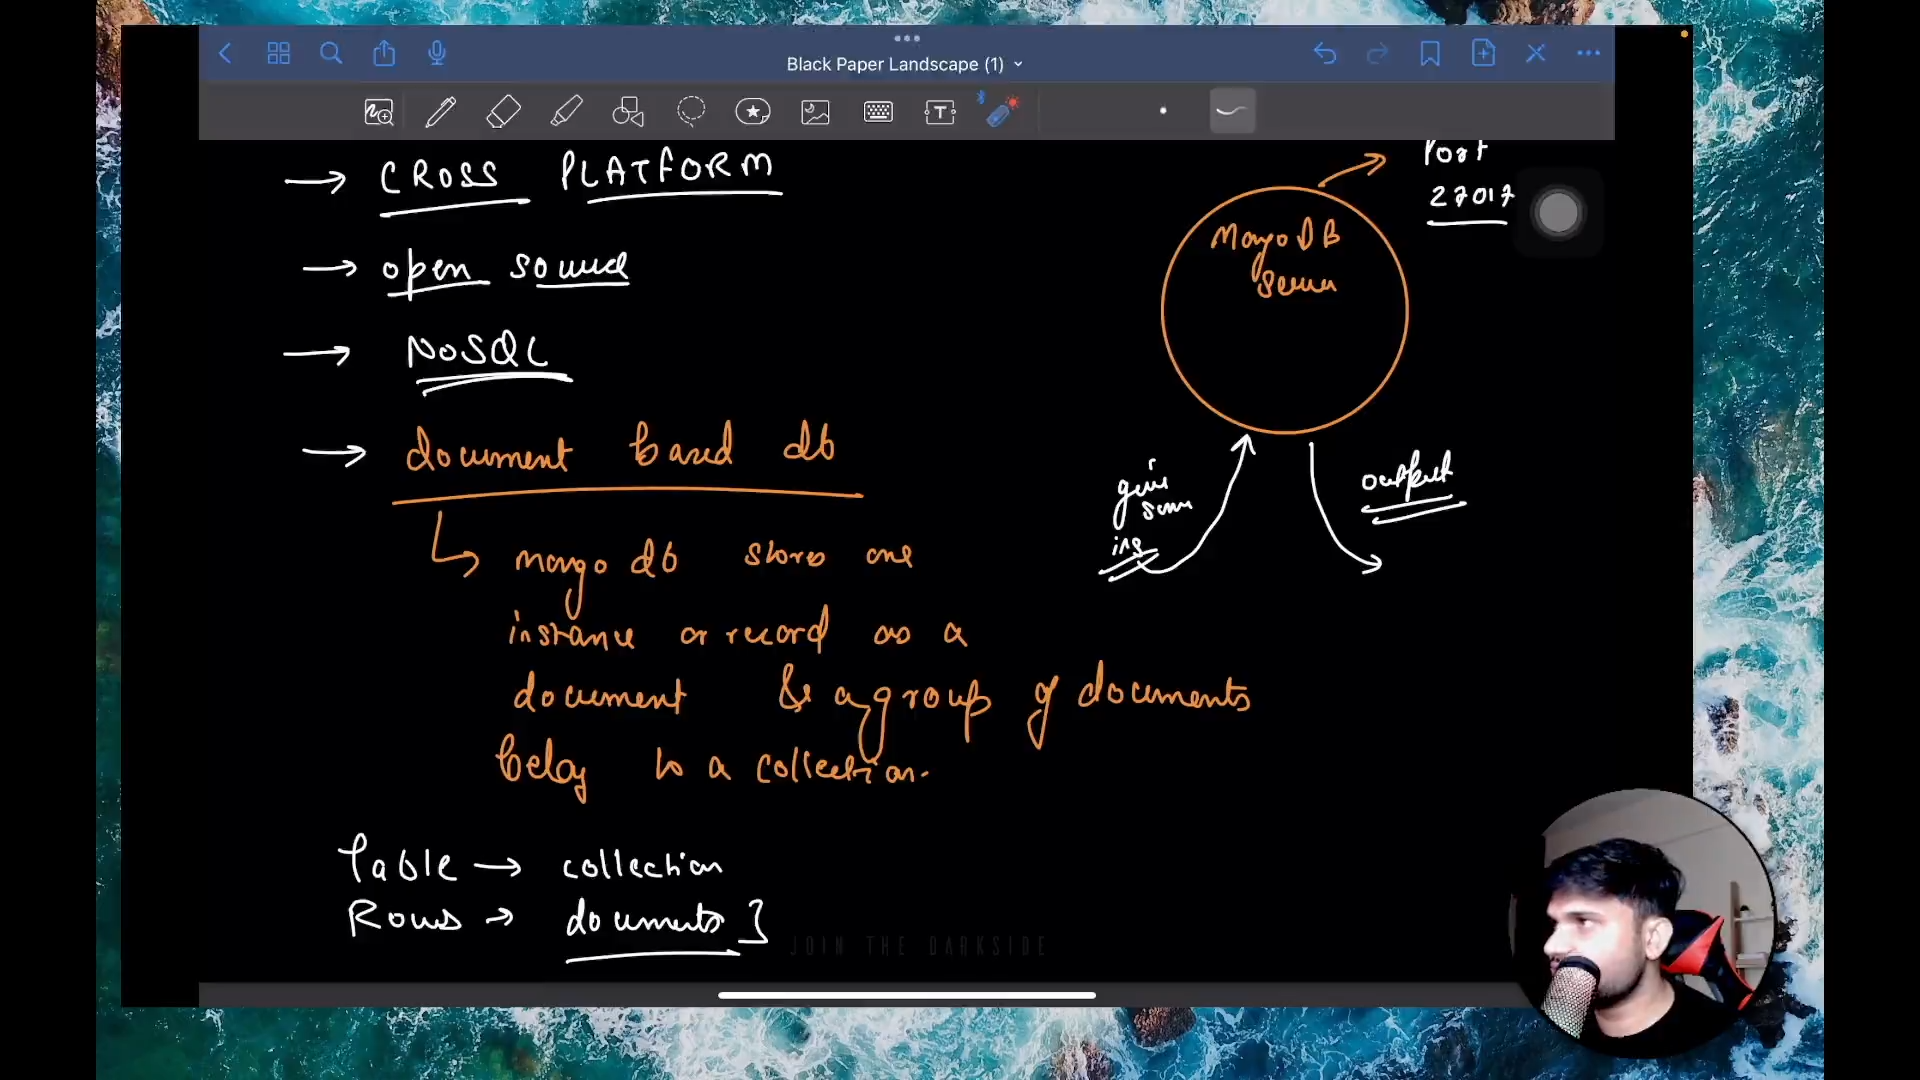 Black Paper Landscape (1)
→ CROSS PLATFORM
→ open source
→ NOSQL
→ document based db
mongo db stores one
instance or record as a
document & a group of documents
belong to a collection.
Table → collection
Rows → documents ]
JOIN THE DARKSIDE
Port
27017
MongoDB
Server
give
some
ins
output